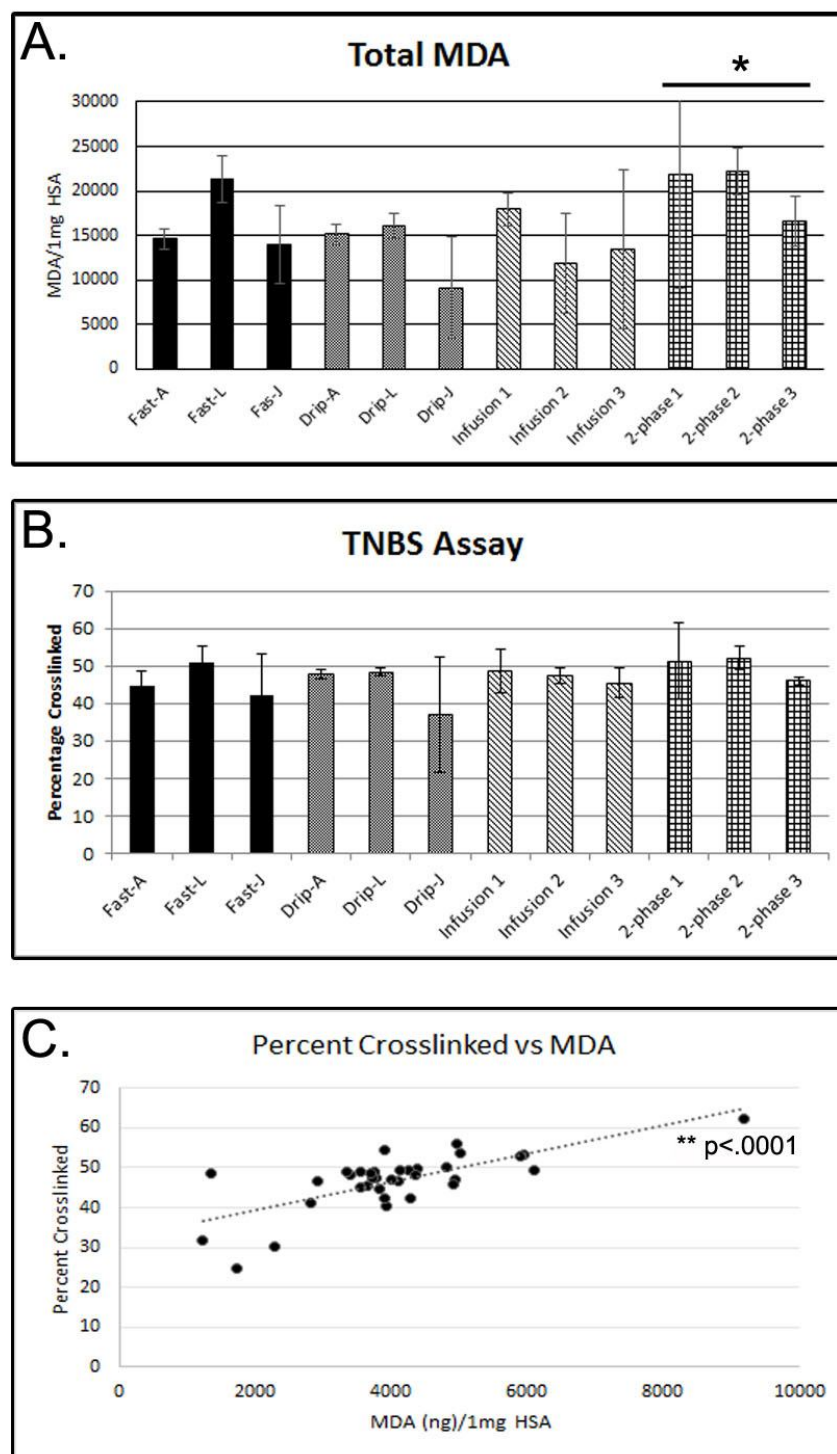 A.
Total MDA
*
MDA/1mg HSA
30000
25000
20000
15000
10000
5000
0
Fast-A Fast-L Fas-J Drip-A Drip-L Drip-J Infusion 1 Infusion 2 Infusion 3 2-phase 1 2-phase 2 2-phase 3
B.
TNBS Assay
Percentage Crosslinked
70
60
50
40
30
20
10
0
Fast-A Fast-L Fast-J Drip-A Drip-L Drip-J Infusion 1 Infusion 2 Infusion 3 2-phase 1 2-phase 2 2-phase 3
C.
Percent Crosslinked vs MDA
Percent Crosslinked
70
60
50
40
30
20
10
0
** p<.0001
0 2000 4000 6000 8000 10000
MDA (ng)/1mg HSA